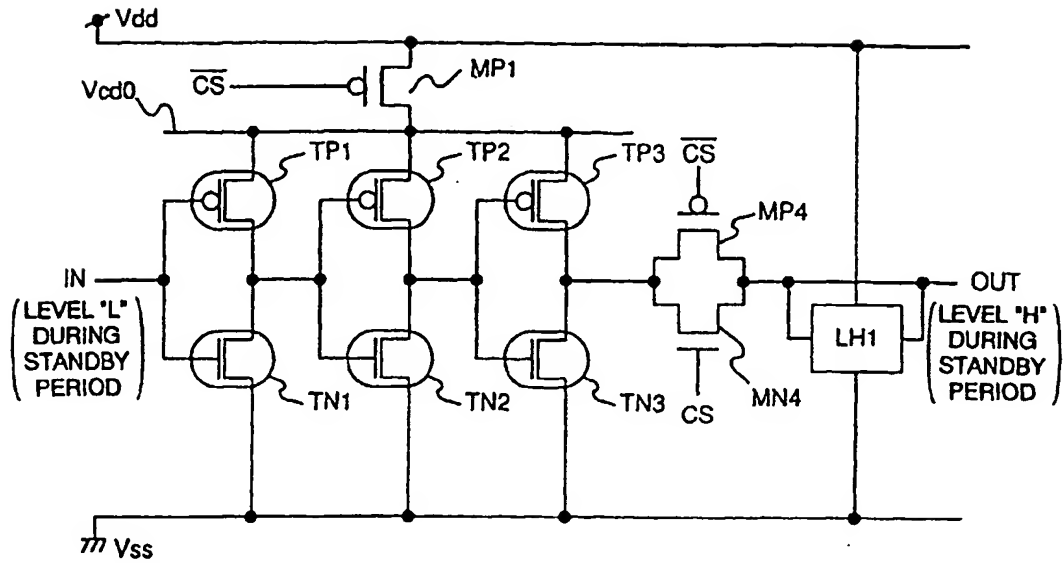 Vdd
CS
MP1
Vcd0
TP1
TP2
TP3
CS
MP4
IN
(LEVEL "L"
DURING
STANDBY
PERIOD)
OUT
(LEVEL "H"
DURING
STANDBY
PERIOD)
LH1
TN1
TN2
TN3
CS
MN4
Vss